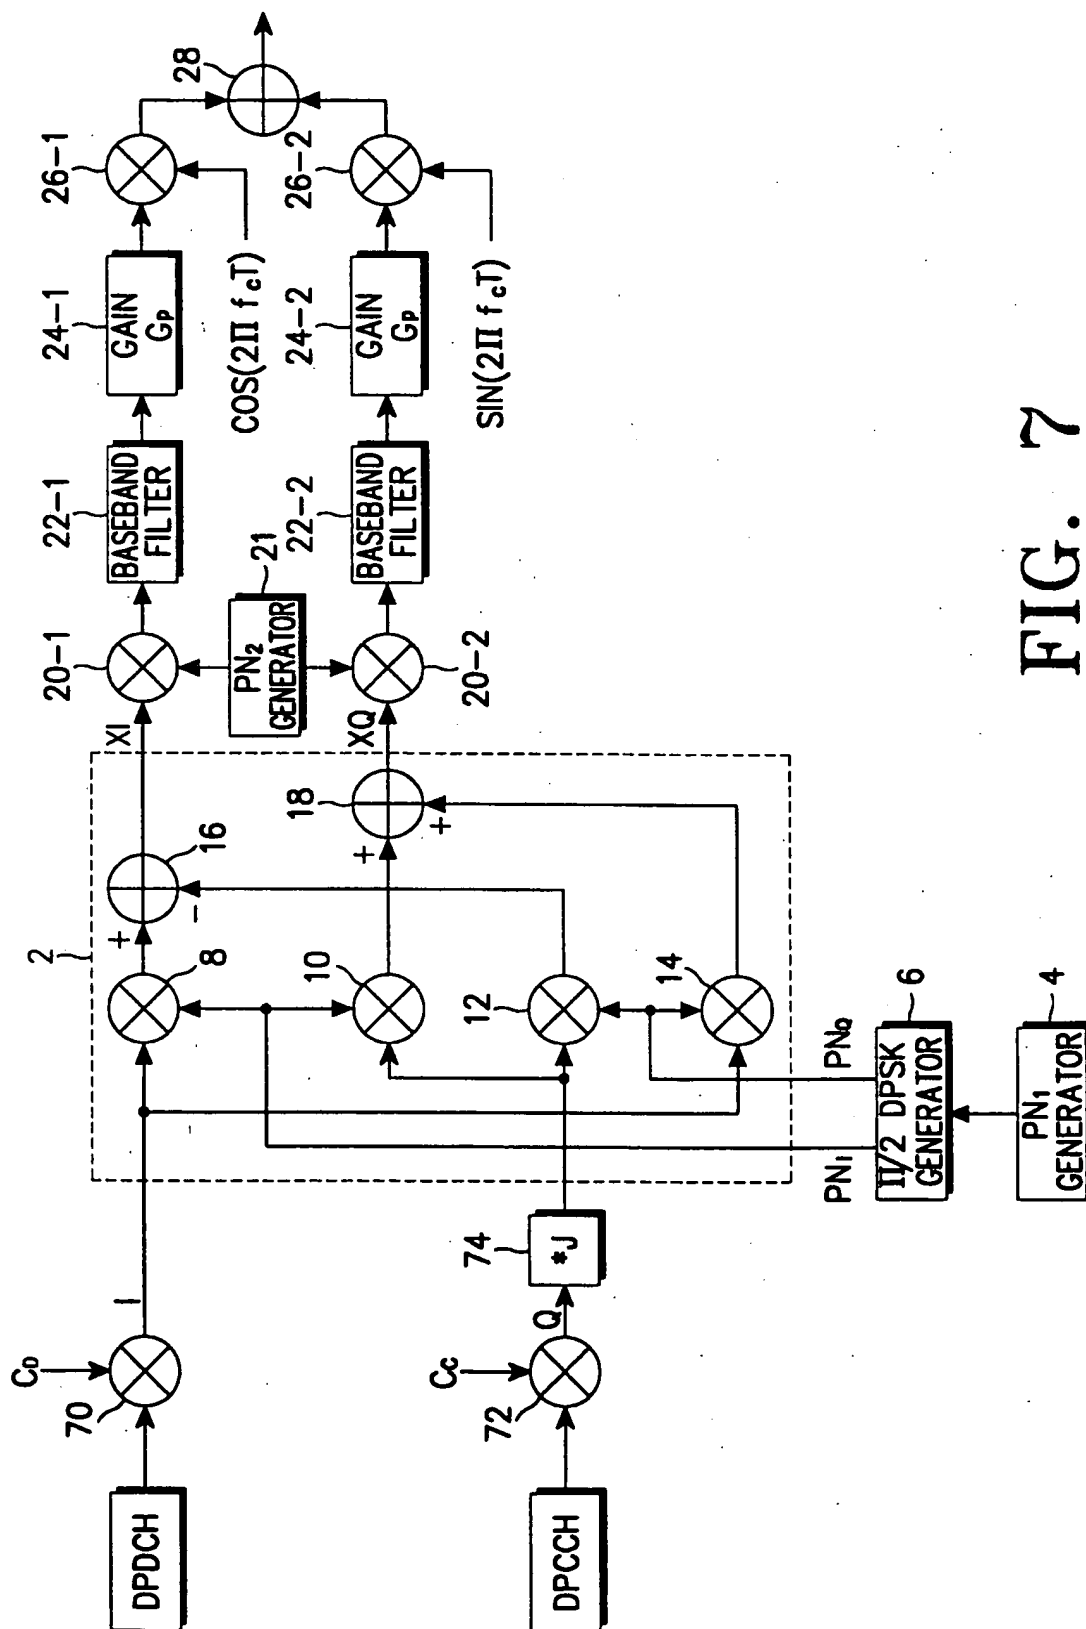 DPDCH
C_D
70
I
DPCCH
C_C
72
Q
74
*J
2
8
+
16
-
10
18
+
+
12
14
XI
XQ
PN_I
PN_Q
6
Π/2 DPSK
GENERATOR
4
PN₁
GENERATOR
20-1
20-2
21
PN₂
GENERATOR
22-1
BASEBAND
FILTER
22-2
BASEBAND
FILTER
24-1
GAIN
G_P
24-2
GAIN
G_P
26-1
COS(2Π f_cT)
26-2
SIN(2Π f_cT)
28
FIG. 7